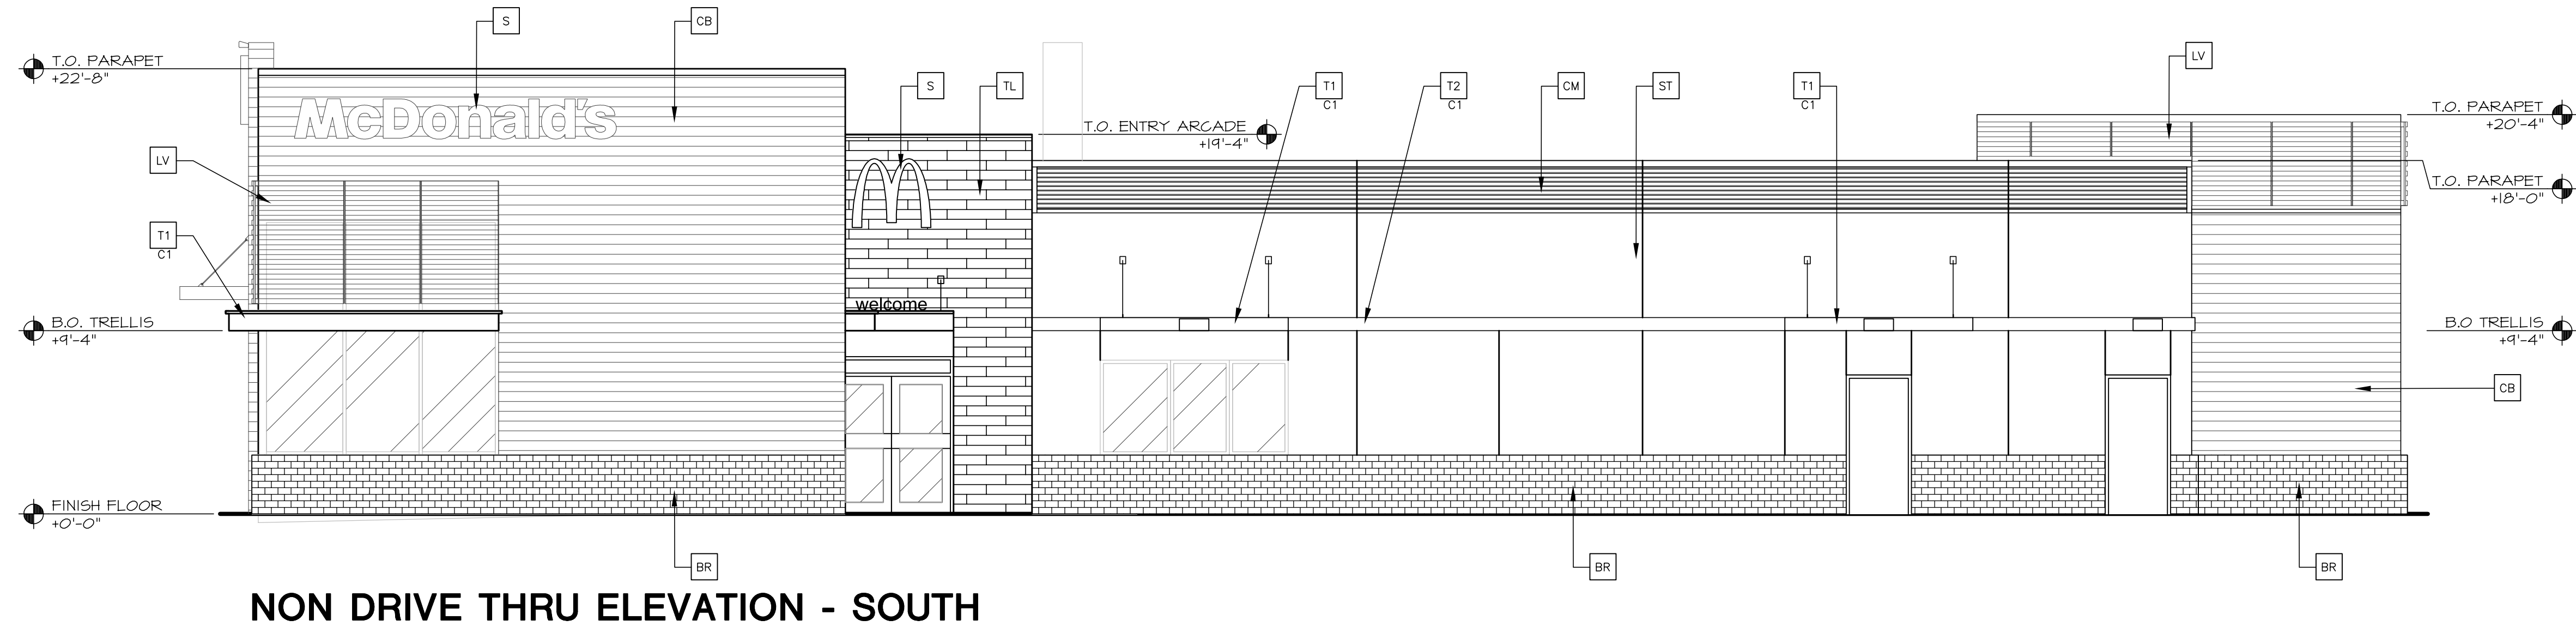 S
CB
T.O. PARAPET
+22'-8"
LV
McDonald's
S
TL
T1
C1
T2
C1
CM
ST
T1
C1
T.O. PARAPET
+20'-4"
T.O. ENTRY ARCADE
+19'-4"
LV
T.O. PARAPET
+18'-0"
T1
C1
welcome
B.O. TRELLIS
+9'-4"
B.O TRELLIS
+9'-4"
CB
FINISH FLOOR
+0'-0"
BR
BR
BR
NON DRIVE THRU ELEVATION - SOUTH